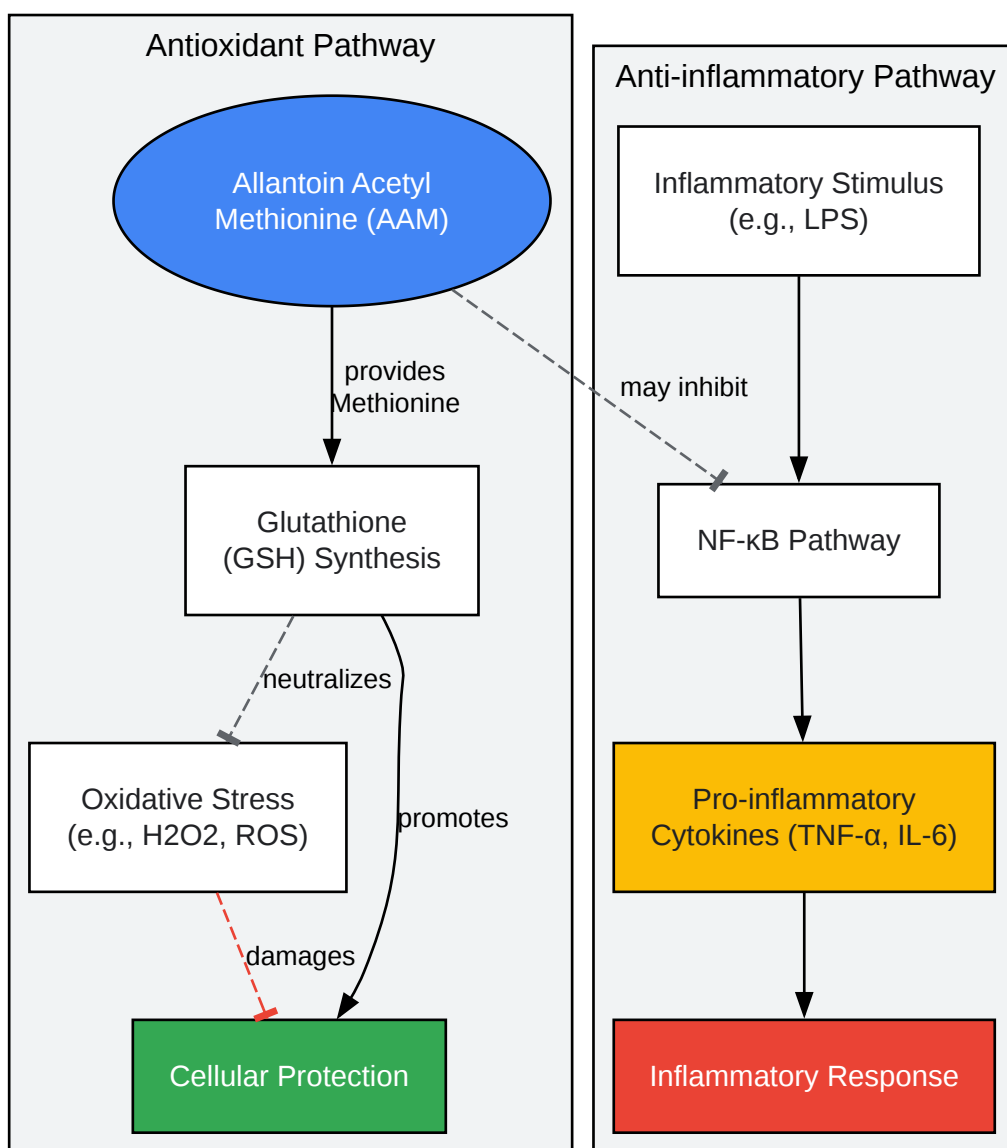 Antioxidant Pathway
Allantoin Acetyl
Methionine (AAM)
provides
Methionine
Glutathione
(GSH) Synthesis
neutralizes
Oxidative Stress
(e.g., H2O2, ROS)
promotes
damages
Cellular Protection
Anti-inflammatory Pathway
Inflammatory Stimulus
(e.g., LPS)
may inhibit
NF-κB Pathway
Pro-inflammatory
Cytokines (TNF-α, IL-6)
Inflammatory Response